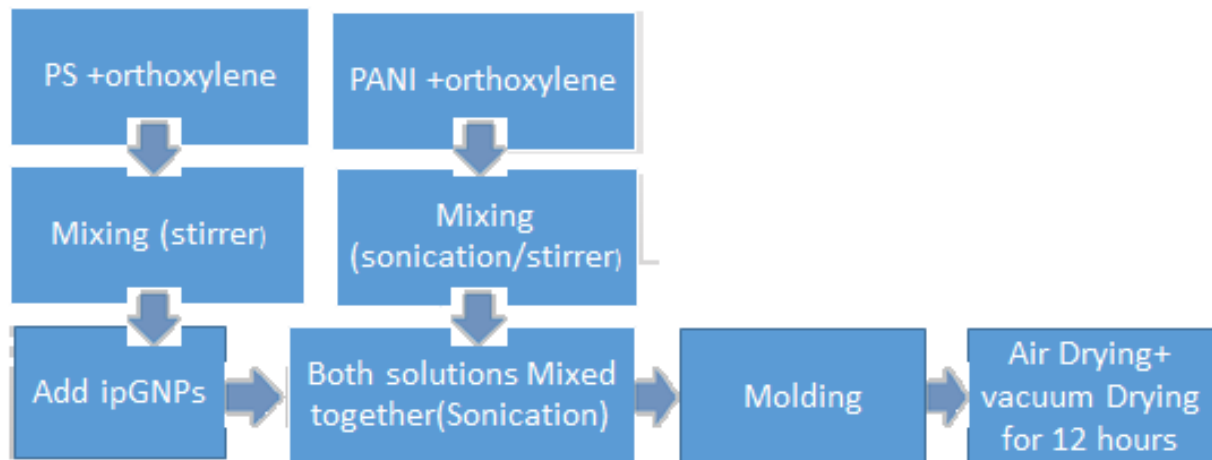 PS +orthoxylene
PANI +orthoxylene
Mixing (stirrer)
Mixing
(sonication/stirrer)
Add ipGNPs
Both solutions Mixed
together(Sonication)
Molding
Air Drying+
vacuum Drying
for 12 hours